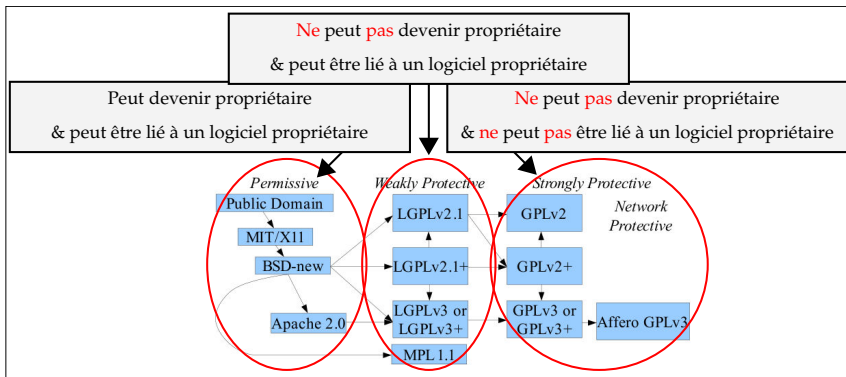 Ne peut pas devenir propriétaire
& peut être lié à un logiciel propriétaire
Peut devenir propriétaire
& peut être lié à un logiciel propriétaire
Ne peut pas devenir propriétaire
& ne peut pas être lié à un logiciel propriétaire
Permissive
Weakly Protective
Strongly Protective
Public Domain
LGPLv2.1
GPLv2
Network
Protective
MIT/X11
BSD-new
LGPLv2.1+
GPLv2+
Apache 2.0
LGPLv3 or
LGPLv3+
GPLv3 or
GPLv3+
Affero GPLv3
MPL 1.1